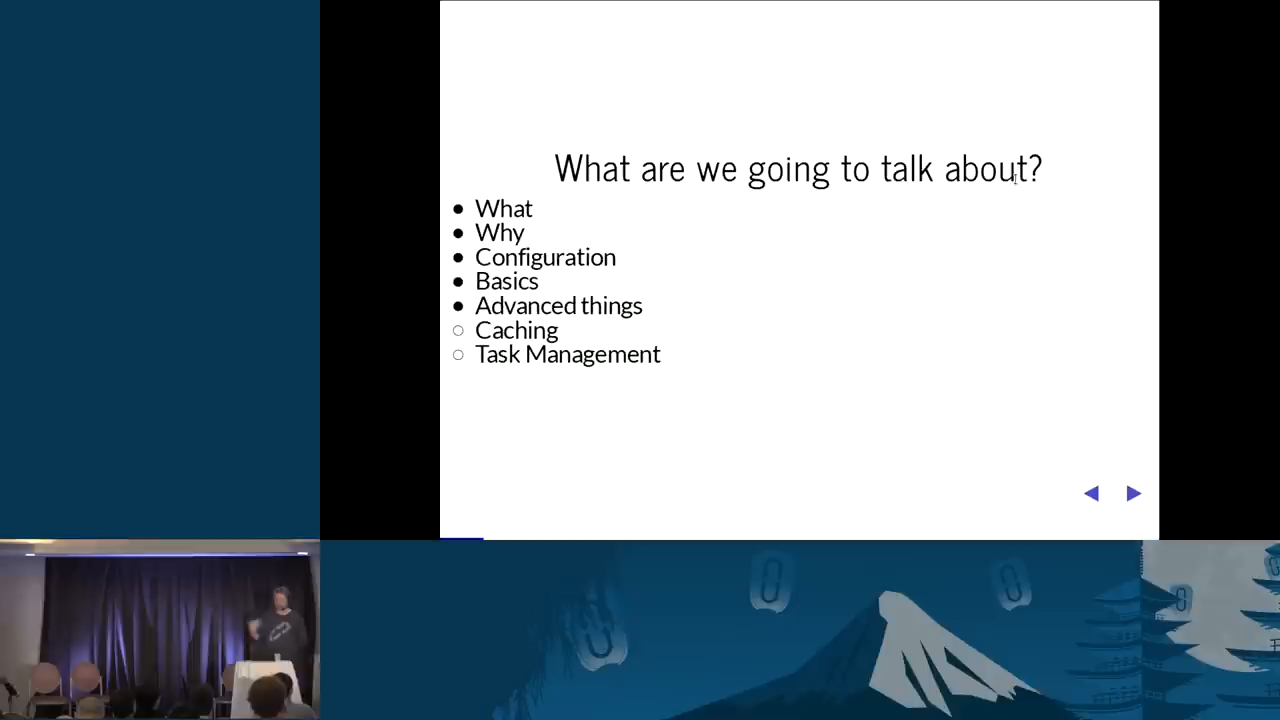 What are we going to talk about?
What
Why
Configuration
Basics
Advanced things
Caching
Task Management